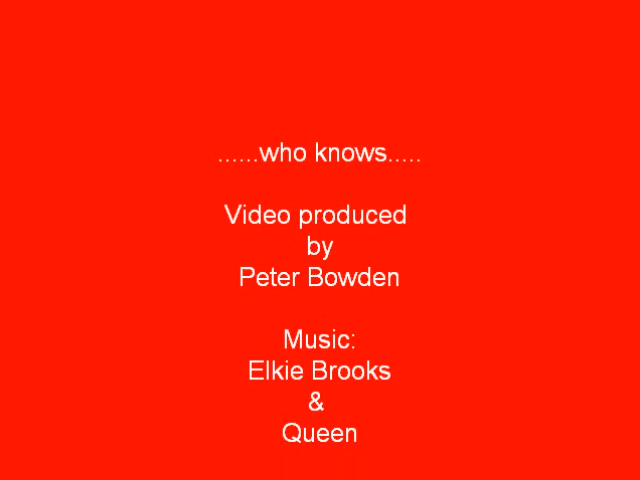 ......who knows.....
Video produced
by
Peter Bowden
Music:
Elkie Brooks
&
Queen